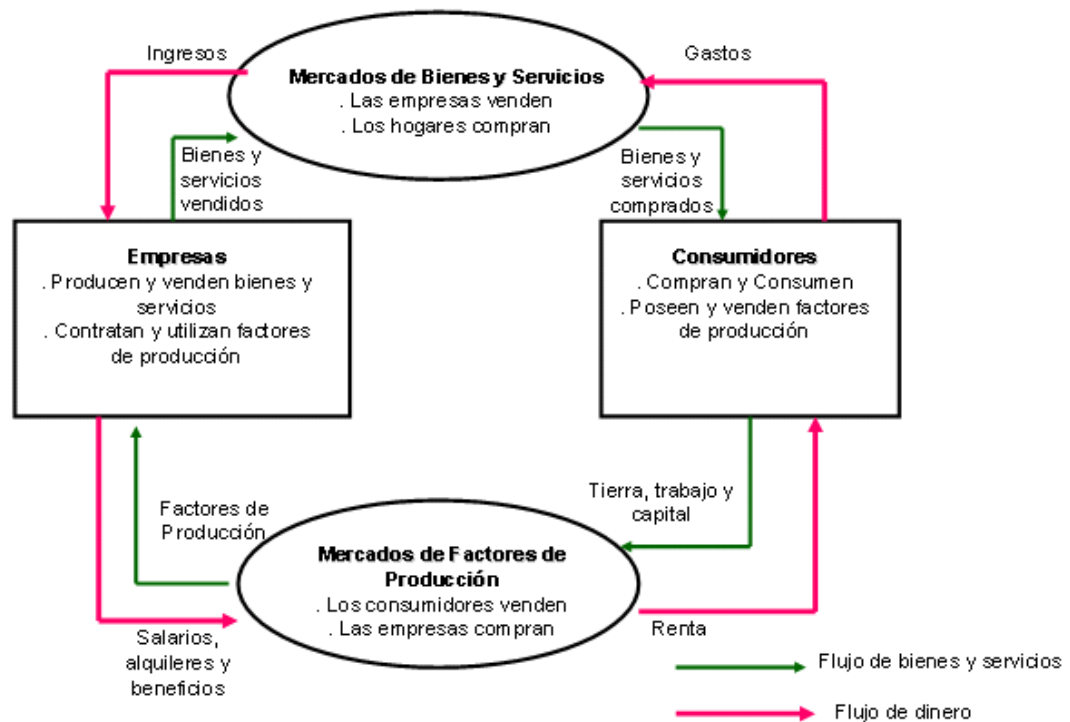 Ingresos
Gastos
Mercados de Bienes y Servicios
. Las empresas venden
. Los hogares compran
Bienes y
servicios
vendidos
Bienes y
servicios
comprados
Empresas
. Producen y venden bienes y
servicios
. Contratan y utilizan factores
de producción
Consumidores
. Compran y Consumen
. Poseen y venden factores
de producción
Factores de
Producción
Tierra, trabajo y
capital
Mercados de Factores de
Producción
. Los consumidores venden
. Las empresas compran
Salarios,
alquileres y
beneficios
Renta
Flujo de bienes y servicios
Flujo de dinero